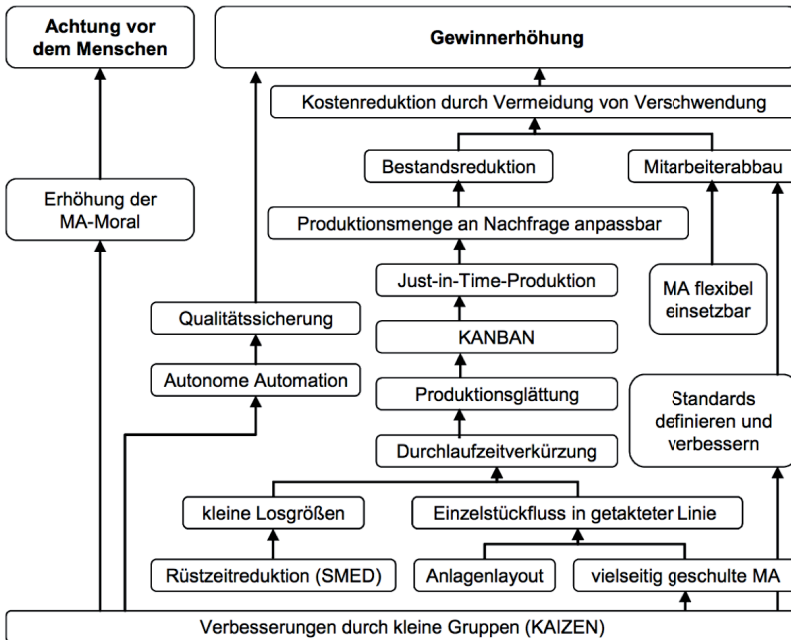 Achtung vor
dem Menschen
Gewinnerhöhung
Kostenreduktion durch Vermeidung von Verschwendung
Bestandsreduktion
Mitarbeiterabbau
Erhöhung der
MA-Moral
Produktionsmenge an Nachfrage anpassbar
Just-in-Time-Produktion
MA flexibel
einsetzbar
Qualitätssicherung
KANBAN
Autonome Automation
Produktionsglättung
Standards
definieren und
verbessern
Durchlaufzeitverkürzung
kleine Losgrößen
Einzelstückfluss in getakteter Linie
Rüstzeitreduktion (SMED)
Anlagenlayout
vielseitig geschulte MA
Verbesserungen durch kleine Gruppen (KAIZEN)